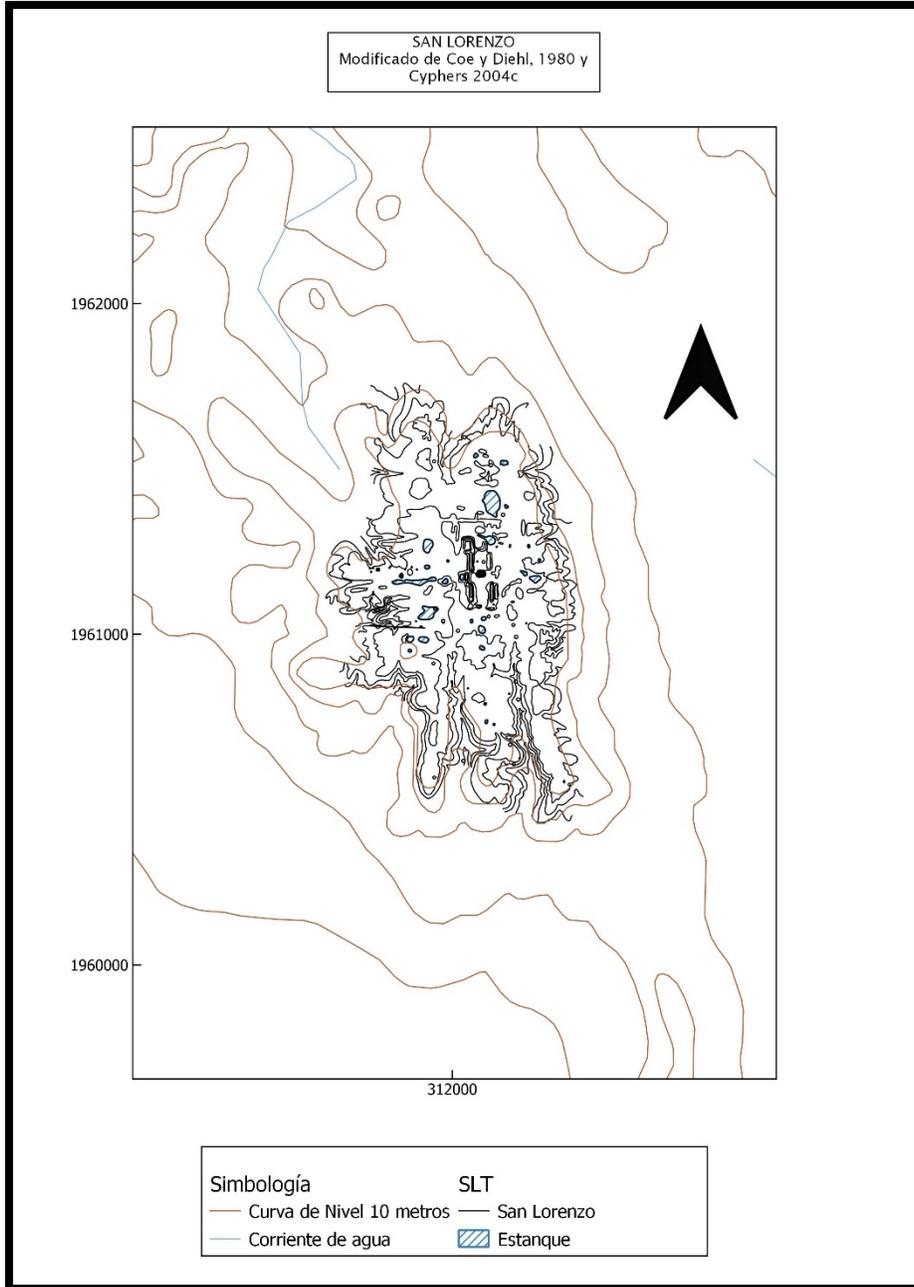 SAN LORENZO
Modificado de Coe y Diehl, 1980 y
Cyphers 2004c
1962000
1961000
1960000
312000
Simbología
Curva de Nivel 10 metros
Corriente de agua
SLT
San Lorenzo
Estanque